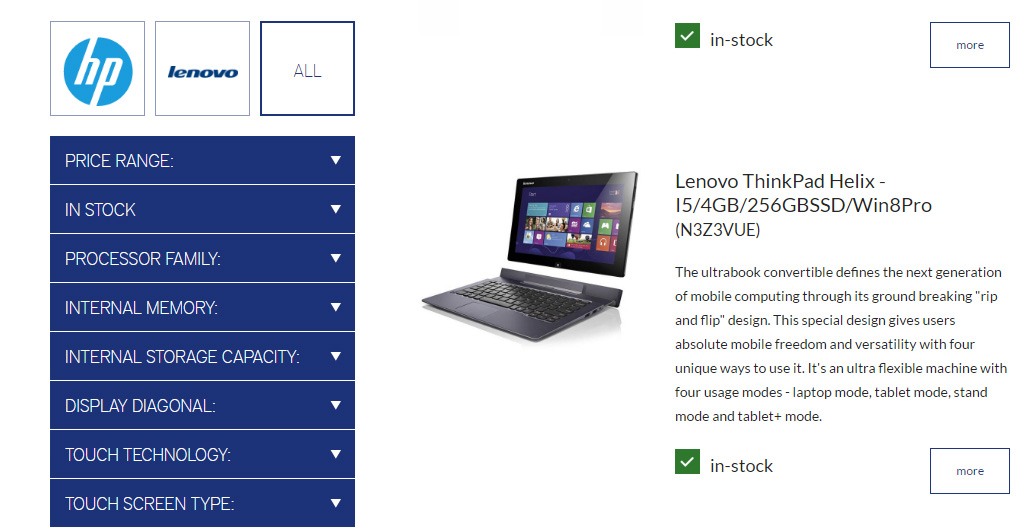 hp
lenovo
ALL
PRICE RANGE:
IN STOCK
PROCESSOR FAMILY:
INTERNAL MEMORY:
INTERNAL STORAGE CAPACITY:
DISPLAY DIAGONAL:
TOUCH TECHNOLOGY:
TOUCH SCREEN TYPE:
in-stock
more
Lenovo ThinkPad Helix -
I5/4GB/256GBSSD/Win8Pro
(N3Z3VUE)
The ultrabook convertible defines the next generation
of mobile computing through its ground breaking "rip
and flip" design. This special design gives users
absolute mobile freedom and versatility with four
unique ways to use it. It's an ultra flexible machine with
four usage modes - laptop mode, tablet mode, stand
mode and tablet+ mode.
in-stock
more